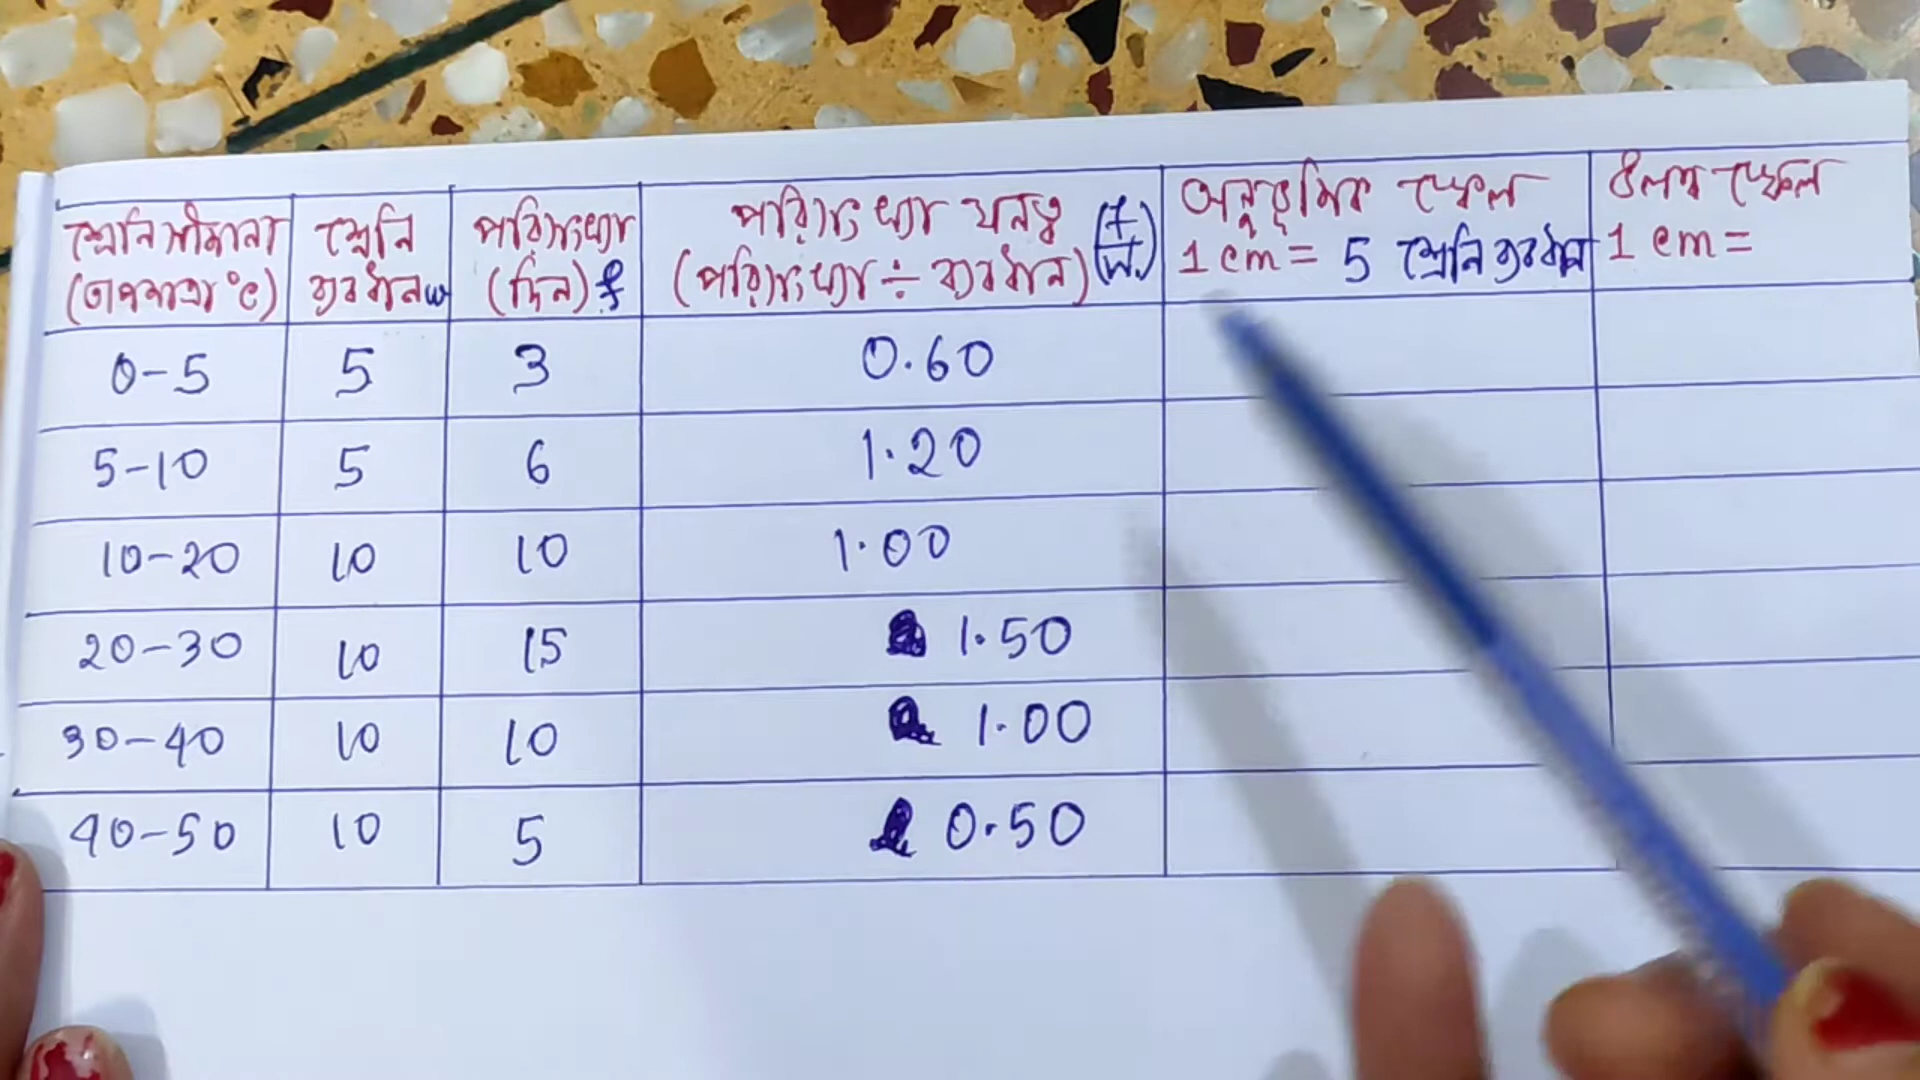 শ্রেনি সীমানা (তাপমাত্রা °c)
শ্রেনি ব্যবধান w
পরিসংখ্যা (দিন) f
পরিসংখ্যা ঘনত্ব (পরিসংখ্যা ÷ ব্যবধান) (f/w.)
অনুভূমিক স্কেল 1 cm = 5 শ্রেনি ব্যবধান
উলম্ব স্কেল 1 cm =
0-5 5 3 0.60
5-10 5 6 1.20
10-20 10 10 1.00
20-30 10 15 1.50
30-40 10 10 1.00
40-50 10 5 0.50